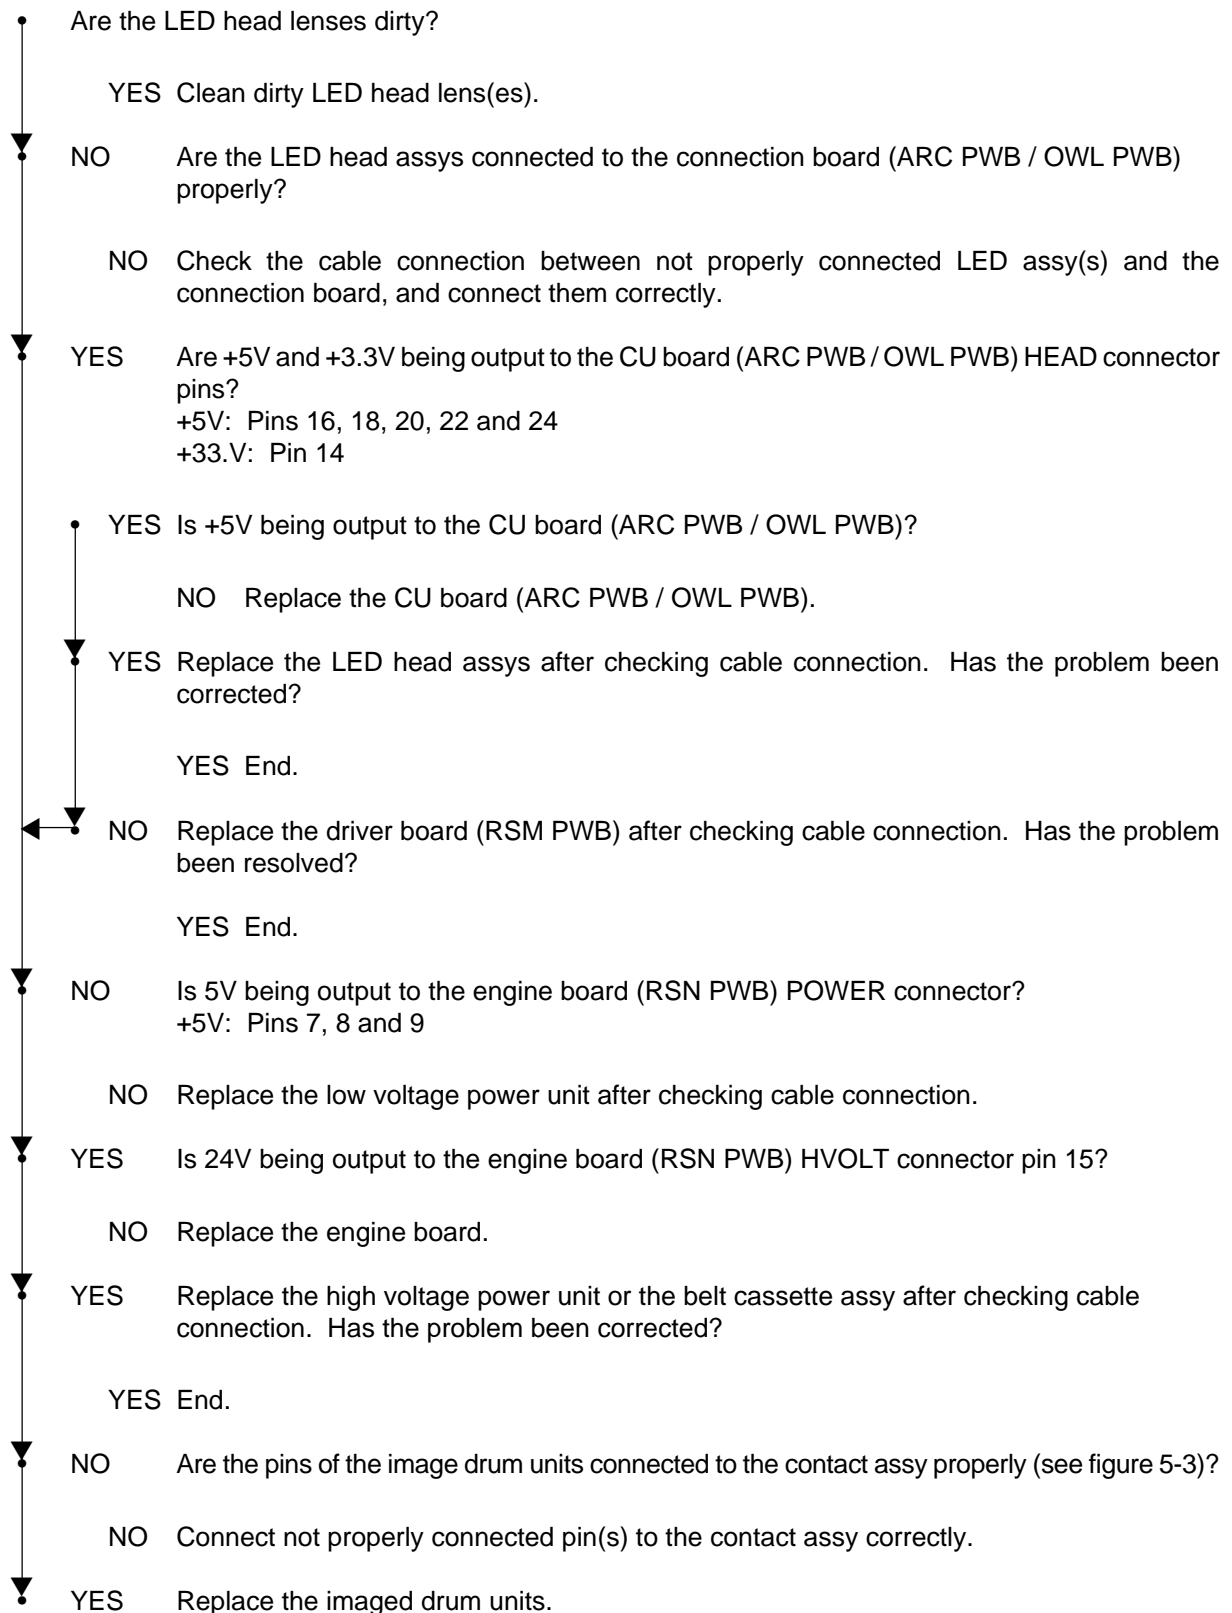 Are the LED head lenses dirty?
YES Clean dirty LED head lens(es).
NO Are the LED head assys connected to the connection board (ARC PWB / OWL PWB)
properly?
NO Check the cable connection between not properly connected LED assy(s) and the
connection board, and connect them correctly.
YES Are +5V and +3.3V being output to the CU board (ARC PWB / OWL PWB) HEAD connector
pins?
+5V: Pins 16, 18, 20, 22 and 24
+33.V: Pin 14
YES Is +5V being output to the CU board (ARC PWB / OWL PWB)?
NO Replace the CU board (ARC PWB / OWL PWB).
YES Replace the LED head assys after checking cable connection. Has the problem been
corrected?
YES End.
NO Replace the driver board (RSM PWB) after checking cable connection. Has the problem
been resolved?
YES End.
NO Is 5V being output to the engine board (RSN PWB) POWER connector?
+5V: Pins 7, 8 and 9
NO Replace the low voltage power unit after checking cable connection.
YES Is 24V being output to the engine board (RSN PWB) HVOLT connector pin 15?
NO Replace the engine board.
YES Replace the high voltage power unit or the belt cassette assy after checking cable
connection. Has the problem been corrected?
YES End.
NO Are the pins of the image drum units connected to the contact assy properly (see figure 5-3)?
NO Connect not properly connected pin(s) to the contact assy correctly.
YES Replace the imaged drum units.